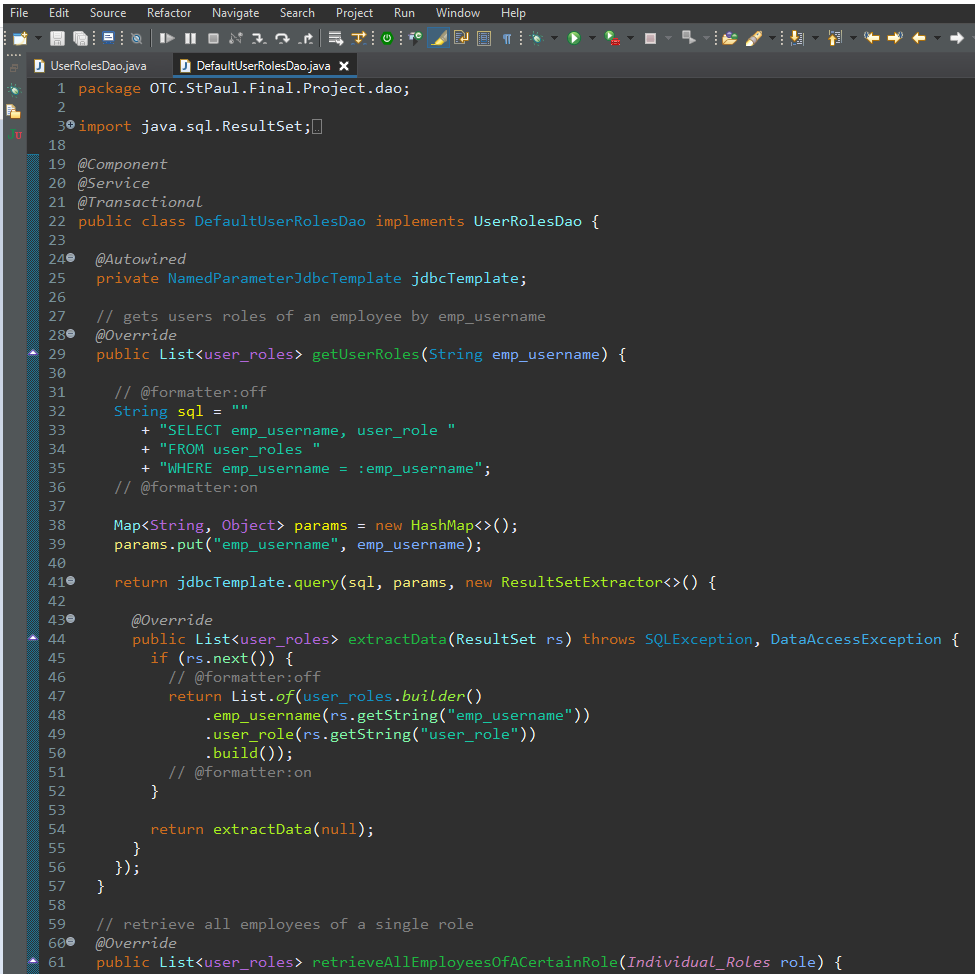 File Edit Source Refactor Navigate Search Project Run Window Help
UserRolesDao.java DefaultUserRolesDao.java
1 package OTC.StPaul.Final.Project.dao;
2
3 import java.sql.ResultSet;
18
19 @Component
20 @Service
21 @Transactional
22 public class DefaultUserRolesDao implements UserRolesDao {
23
24 @Autowired
25 private NamedParameterJdbcTemplate jdbcTemplate;
26
27 // gets users roles of an employee by emp_username
28 @Override
29 public List<user_roles> getUserRoles(String emp_username) {
30
31 // @formatter:off
32 String sql = ""
33 + "SELECT emp_username, user_role "
34 + "FROM user_roles "
35 + "WHERE emp_username = :emp_username";
36 // @formatter:on
37
38 Map<String, Object> params = new HashMap<>();
39 params.put("emp_username", emp_username);
40
41 return jdbcTemplate.query(sql, params, new ResultSetExtractor<>() {
42
43 @Override
44 public List<user_roles> extractData(ResultSet rs) throws SQLException, DataAccessException {
45 if (rs.next()) {
46 // @formatter:off
47 return List.of(user_roles.builder()
48 .emp_username(rs.getString("emp_username"))
49 .user_role(rs.getString("user_role"))
50 .build());
51 // @formatter:on
52 }
53
54 return extractData(null);
55 }
56 });
57 }
58
59 // retrieve all employees of a single role
60 @Override
61 public List<user_roles> retrieveAllEmployeesOfACertainRole(Individual_Roles role) {